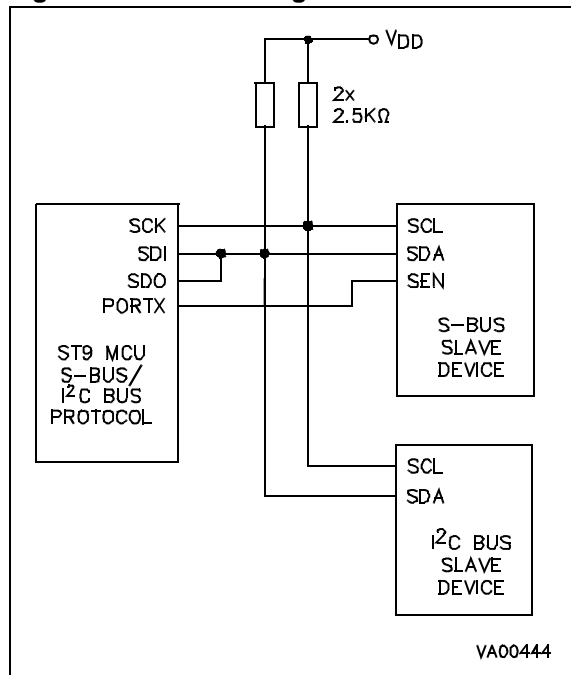 VDD
2x
2.5KΩ
SCK
SDI
SDO
PORTX
ST9 MCU
S-BUS/
I2C BUS
PROTOCOL
SCL
SDA
SEN
S-BUS
SLAVE
DEVICE
SCL
SDA
I2C BUS
SLAVE
DEVICE
VA00444